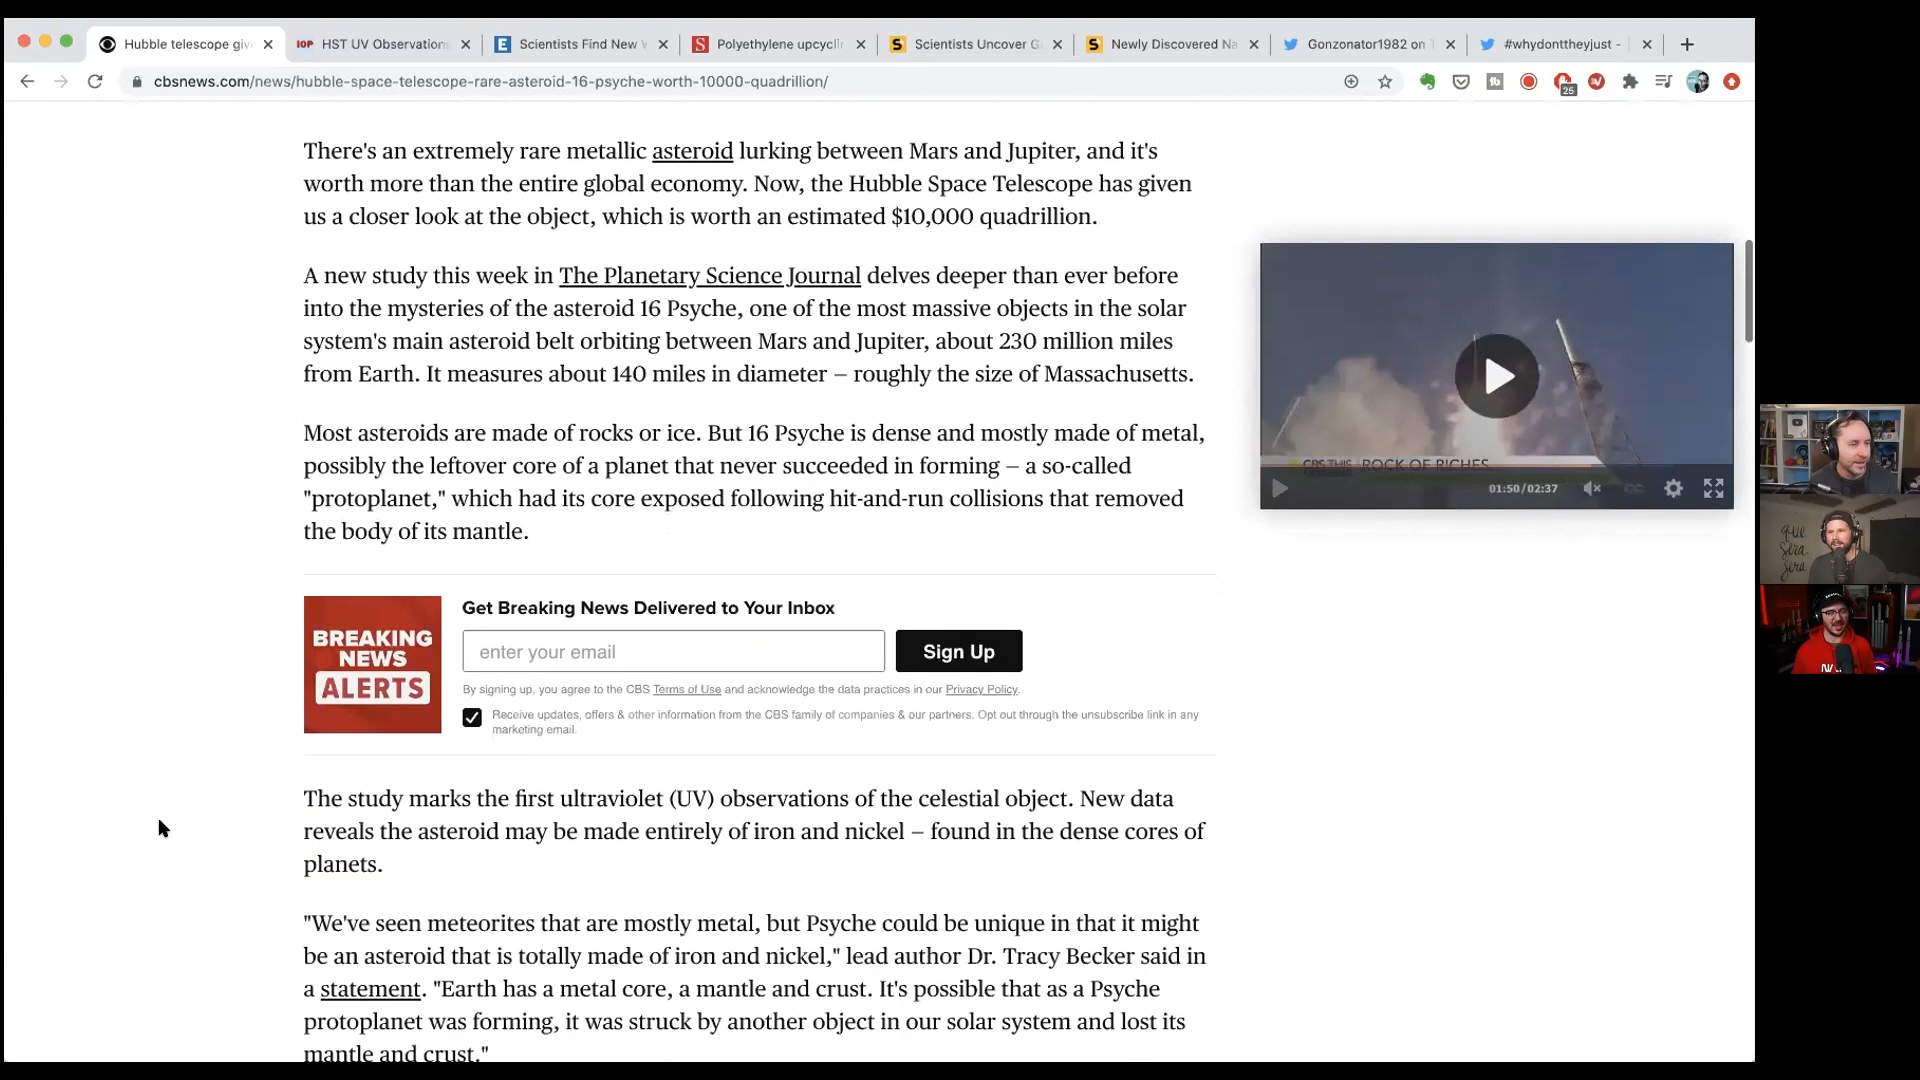 Hubble telescope giv
IOP HST UV Observation
E Scientists Find New
S Polyethylene upcycli
S Scientists Uncover G
S Newly Discovered Na
Gonzonator1982 on
#whydonttheyjust -
cbsnews.com/news/hubble-space-telescope-rare-asteroid-16-psyche-worth-10000-quadrillion/
25
There's an extremely rare metallic asteroid lurking between Mars and Jupiter, and it's
worth more than the entire global economy. Now, the Hubble Space Telescope has given
us a closer look at the object, which is worth an estimated $10,000 quadrillion.
A new study this week in The Planetary Science Journal delves deeper than ever before
into the mysteries of the asteroid 16 Psyche, one of the most massive objects in the solar
system's main asteroid belt orbiting between Mars and Jupiter, about 230 million miles
from Earth. It measures about 140 miles in diameter — roughly the size of Massachusetts.
Most asteroids are made of rocks or ice. But 16 Psyche is dense and mostly made of metal,
possibly the leftover core of a planet that never succeeded in forming — a so-called
"protoplanet," which had its core exposed following hit-and-run collisions that removed
the body of its mantle.
CBS THIS ROCK OF RICHES
01:50/02:37
CC
que
sera,
sera
BREAKING
NEWS
ALERTS
Get Breaking News Delivered to Your Inbox
enter your email
Sign Up
By signing up, you agree to the CBS Terms of Use and acknowledge the data practices in our Privacy Policy.
Receive updates, offers & other information from the CBS family of companies & our partners. Opt out through the unsubscribe link in any
marketing email.
The study marks the first ultraviolet (UV) observations of the celestial object. New data
reveals the asteroid may be made entirely of iron and nickel — found in the dense cores of
planets.
"We've seen meteorites that are mostly metal, but Psyche could be unique in that it might
be an asteroid that is totally made of iron and nickel," lead author Dr. Tracy Becker said in
a statement. "Earth has a metal core, a mantle and crust. It's possible that as a Psyche
protoplanet was forming, it was struck by another object in our solar system and lost its
mantle and crust."